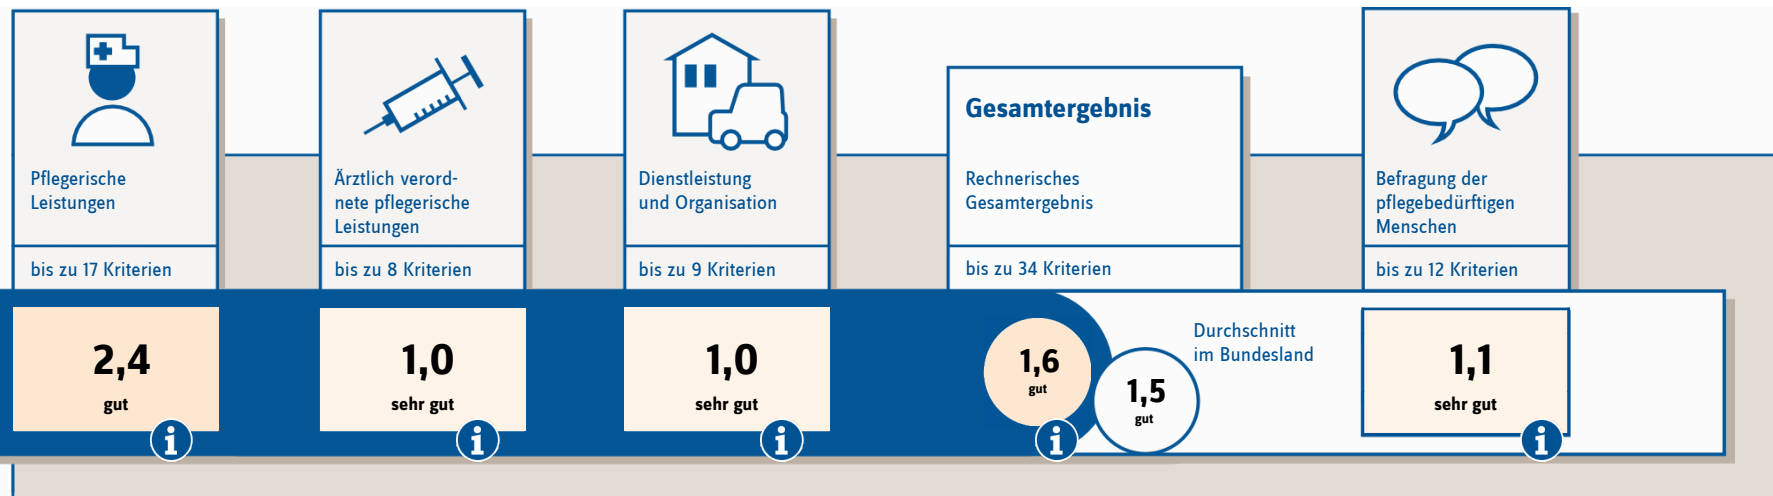 Pflegerische
Leistungen
bis zu 17 Kriterien
2,4
gut
i
Ärztlich verord-
nete pflegerische
Leistungen
bis zu 8 Kriterien
1,0
sehr gut
i
Dienstleistung
und Organisation
bis zu 9 Kriterien
1,0
sehr gut
i
Gesamtergebnis
Rechnerisches
Gesamtergebnis
bis zu 34 Kriterien
1,6
gut
i
1,5
gut
Durchschnitt
im Bundesland
Befragung der
pflegebedürftigen
Menschen
bis zu 12 Kriterien
1,1
sehr gut
i